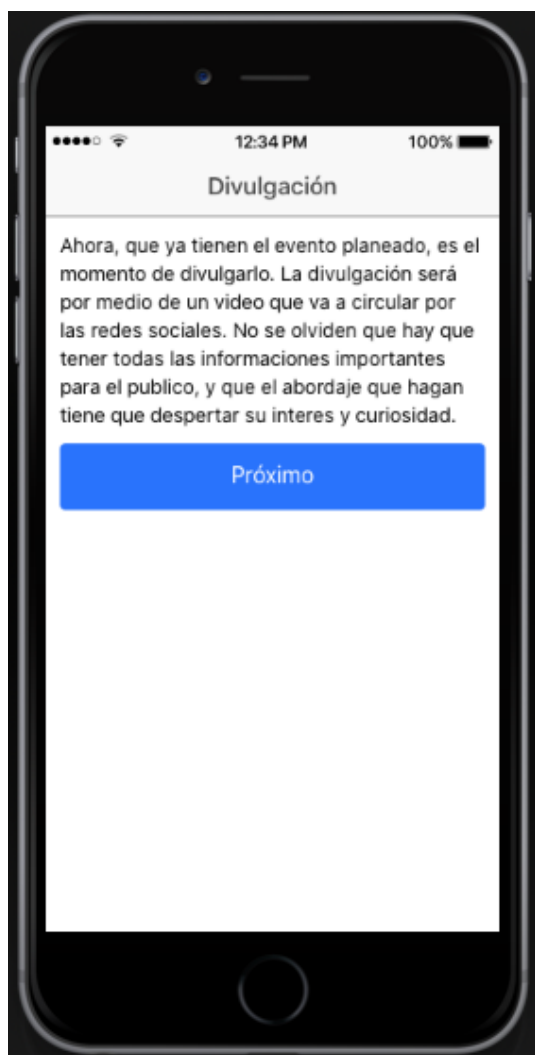 12:34 PM 100%
Divulgación
Ahora, que ya tienen el evento planeado, es el
momento de divulgarlo. La divulgación será
por medio de un video que va a circular por
las redes sociales. No se olviden que hay que
tener todas las informaciones importantes
para el publico, y que el abordaje que hagan
tiene que despertar su interes y curiosidad.
Próximo